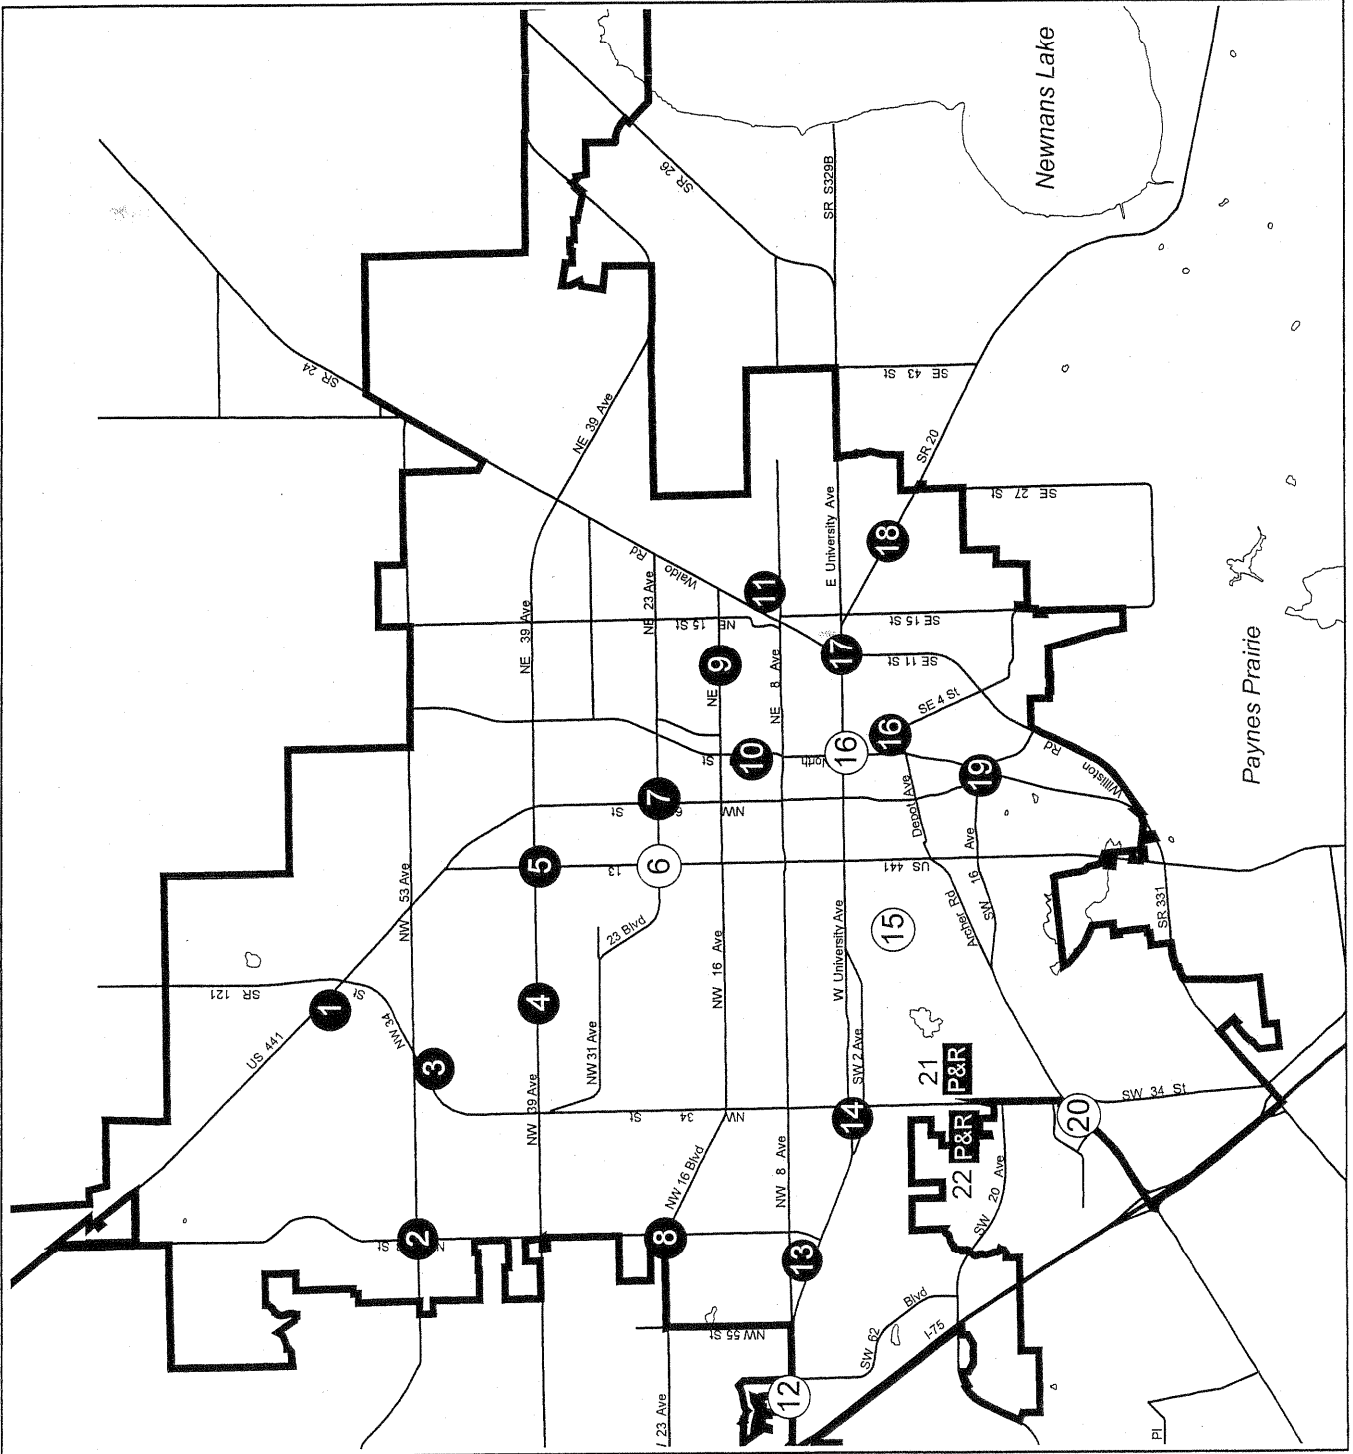 Newnans Lake
SR 26
SR S329B
SR 24
SE 43 St
NE 39 Ave
SR 20
SE 27 St
E University Ave
18
Waldo
Rd
NE 23 Ave
11
NE 39 Ave
NE 15 St
SE 15 St
9
NE
NE 8 Ave
17
SE 11 St
SE 4 St
Paynes Prairie
10
St
North
16
16
Depot Ave
19
Rd
Williston
7
6
St
NW
5
13
6
US 441
SW 16 Ave
NW 53 Ave
23 Blvd
NW 16 Ave
W University Ave
15
Archer Rd
SR 331
SR 121
St
1
NW 34
US 441
4
3
NW 31 Ave
SW 2 Ave
21 P&R
NW 39 Ave
NW 34 St
14
SW 34 St
20
22 P&R
NW 16 Blvd
NW 8 Ave
SW 20 Ave
2
8
13
NW 55 St
SW 62 Blvd
I-75
12
23 Ave
Pl